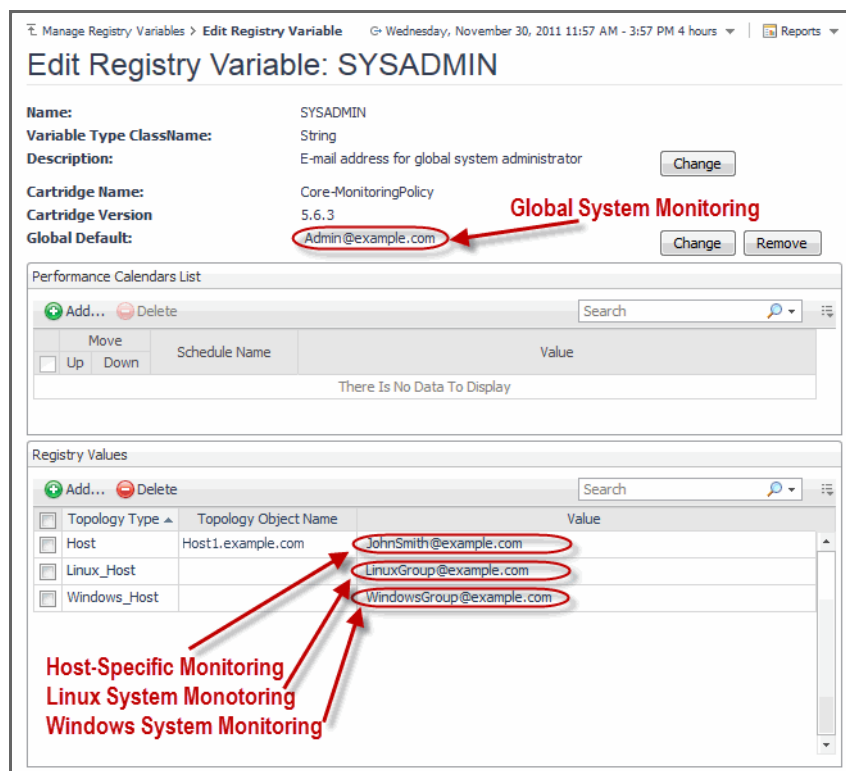 Manage Registry Variables > Edit Registry Variable Wednesday, November 30, 2011 11:57 AM - 3:57 PM 4 hours Reports
Edit Registry Variable: SYSADMIN
Name: SYSADMIN
Variable Type ClassName: String
Description: E-mail address for global system administrator Change
Cartridge Name: Core-MonitoringPolicy
Cartridge Version 5.6.3
Global System Monitoring
Global Default: Admin@example.com Change Remove
Performance Calendars List
Add... Delete Search
Move
Up Down Schedule Name Value
There Is No Data To Display
Registry Values
Add... Delete Search
Topology Type Topology Object Name Value
Host Host1.example.com JohnSmith@example.com
Linux_Host LinuxGroup@example.com
Windows_Host WindowsGroup@example.com
Host-Specific Monitoring
Linux System Monotoring
Windows System Monitoring